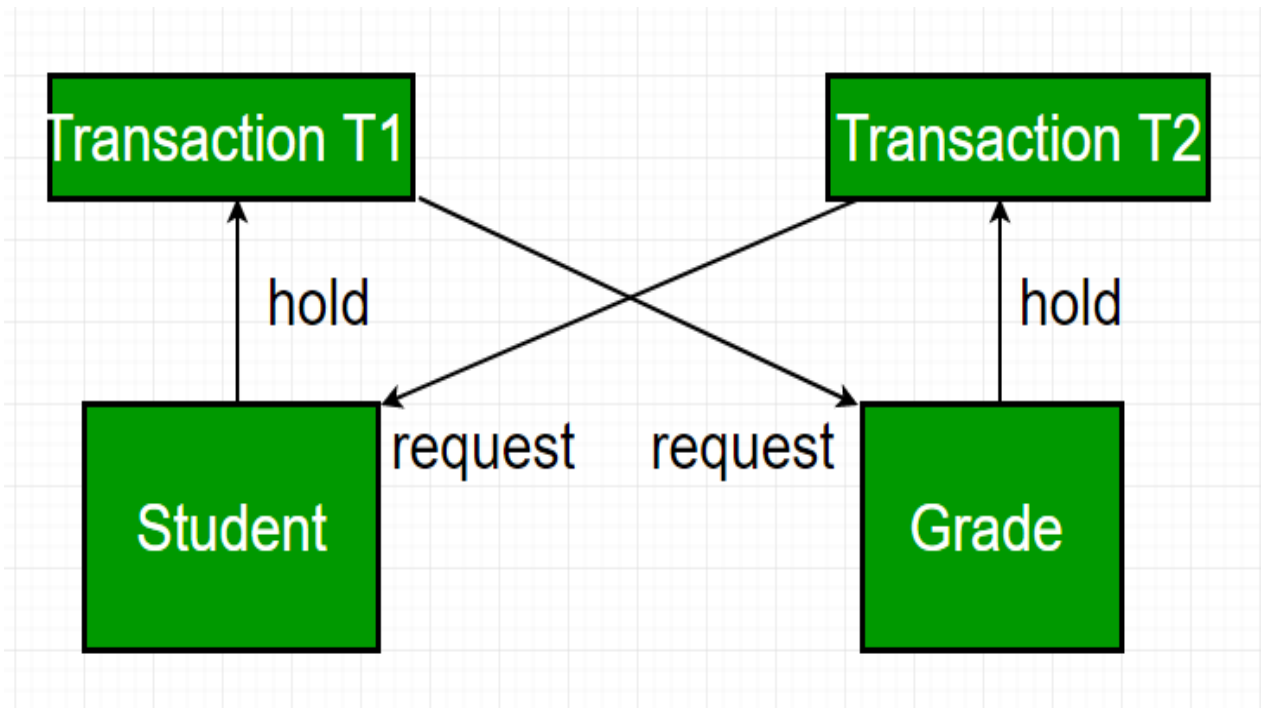 Transaction T1
Transaction T2
hold
hold
request
request
Student
Grade